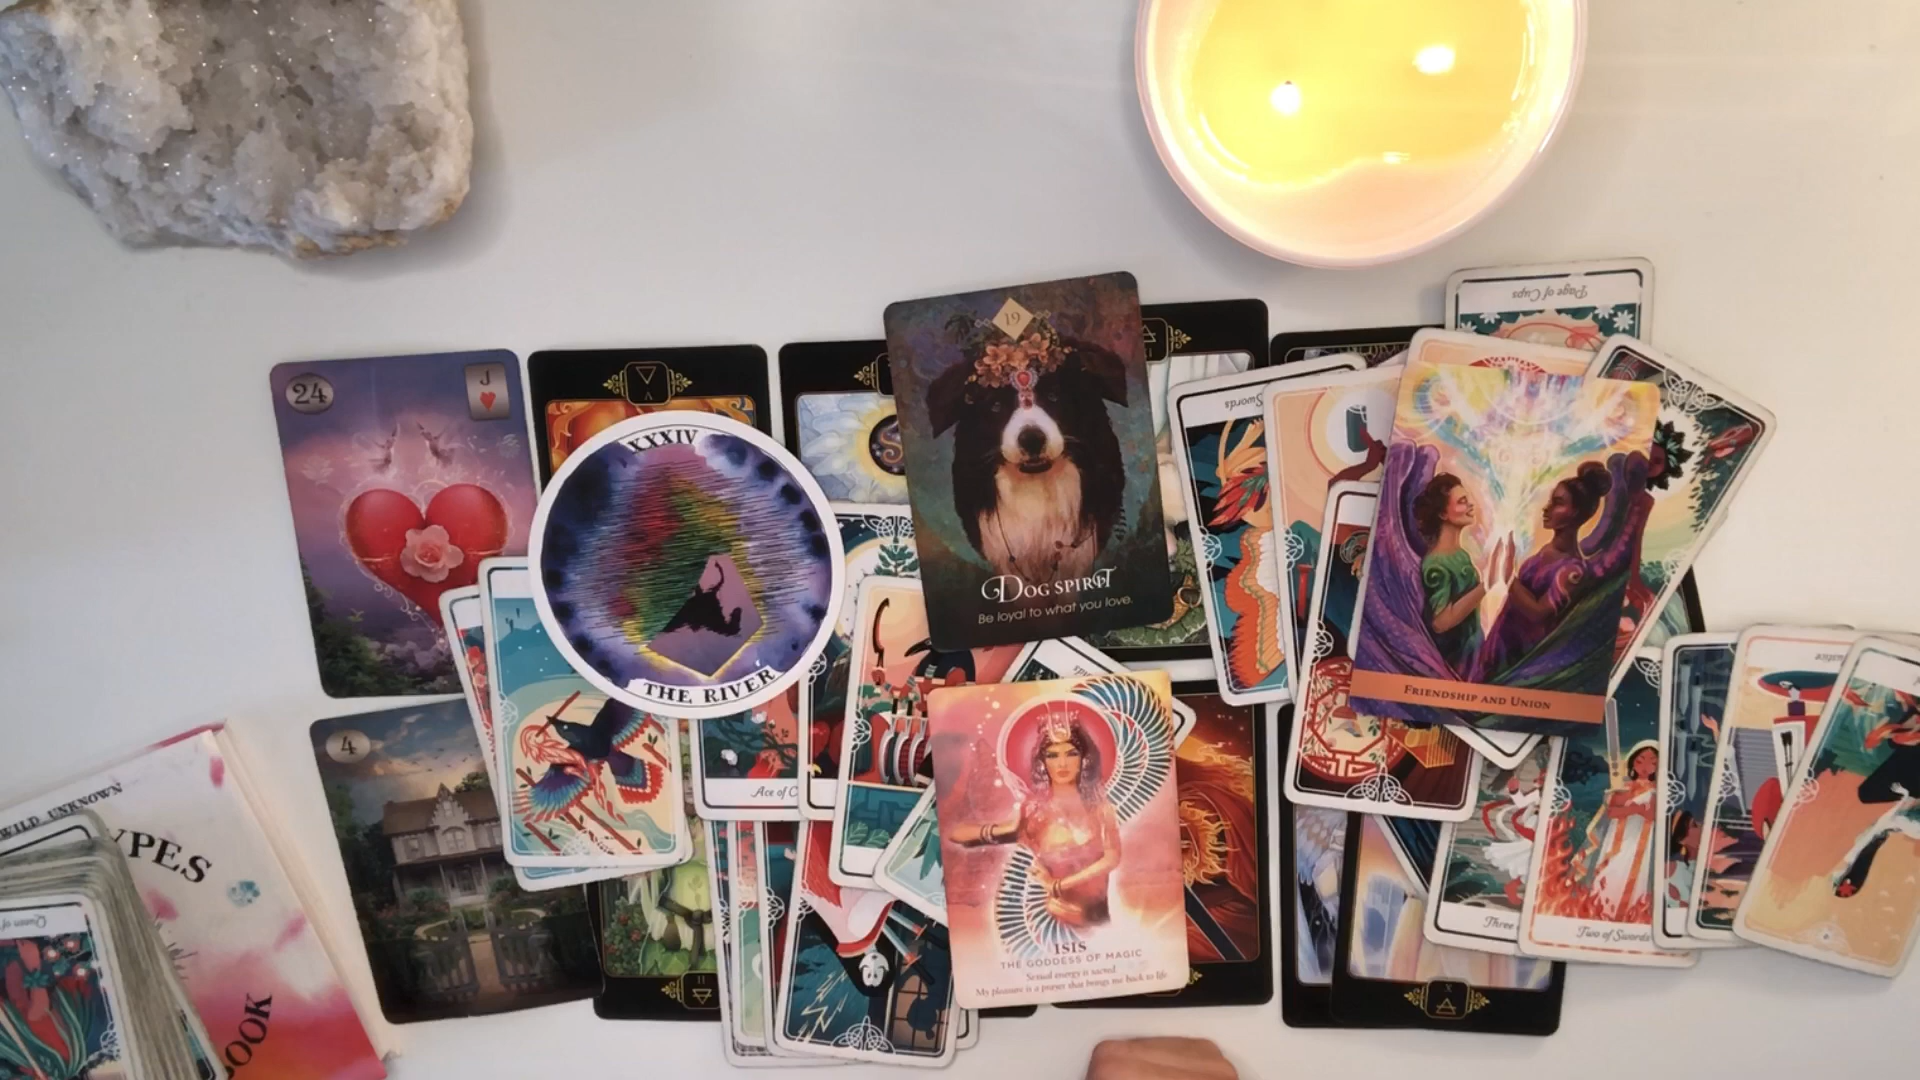 19
Page of Cups
24
J
V
XXXIV
Swords
DOG SPIRIT
Be loyal to what you love.
THE RIVER
FRIENDSHIP AND UNION
4
WILD UNKNOWN
Ace of C
ISIS
THE GODDESS OF MAGIC
Sexual energy is sacred.
My pleasure is a prayer that brings me back to life
Three
Two of Swords
Queen of
BOOK
II
X